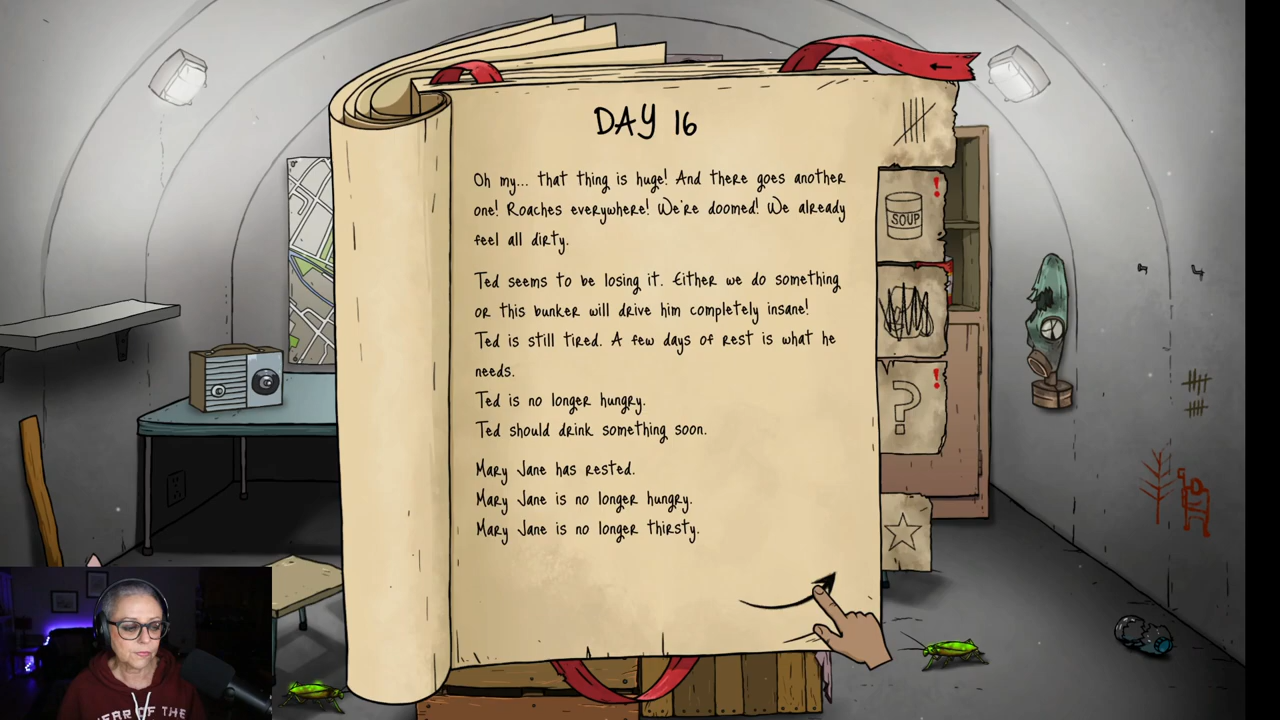 DAY 16
Oh my... that thing is huge! And there goes another
one! Roaches everywhere! We're doomed! We already
feel all dirty.
Ted seems to be losing it. Either we do something
or this bunker will drive him completely insane!
Ted is still tired. A few days of rest is what he
needs.
Ted is no longer hungry.
Ted should drink something soon.
Mary Jane has rested.
Mary Jane is no longer hungry.
Mary Jane is no longer thirsty.
!
SOUP
!
?